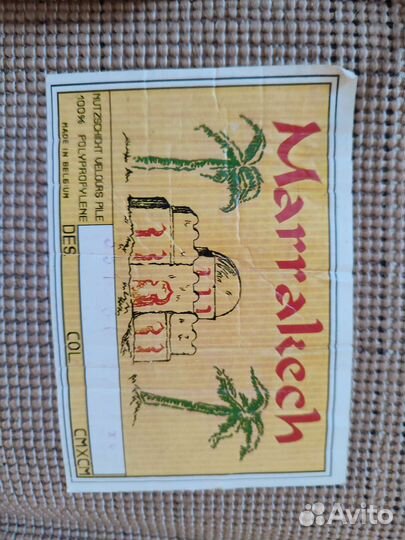 Marrakech
NUTZSCHICHT VELOURS PILE
100% POLYPROPYLENE
MADE IN BELGIUM
DES.
COL.
CMXCM
Avito